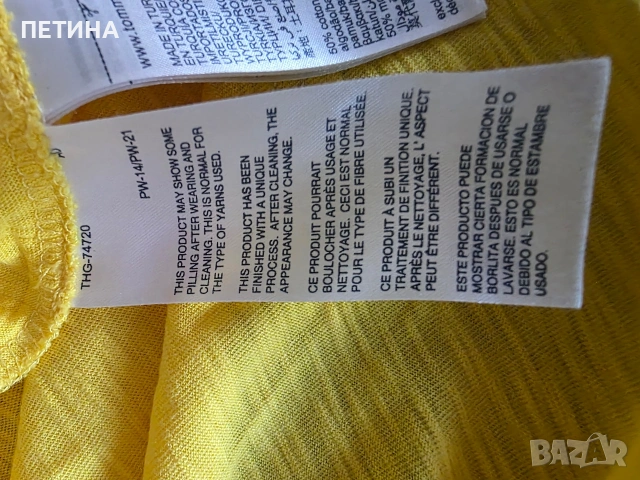 ПЕТИНА
www.tomm
MADE IN
50% cotton
THG-74720
PW-14/PW-21
THIS PRODUCT MAY SHOW SOME
PILLING AFTER WEARING AND
CLEANING. THIS IS NORMAL FOR
THE TYPE OF YARNS USED.
THIS PRODUCT HAS BEEN
FINISHED WITH A UNIQUE
PROCESS. AFTER CLEANING, THE
APPEARANCE MAY CHANGE.
CE PRODUIT POURRAIT
BOULOCHER APRÈS USAGE ET
NETTOYAGE. CECI EST NORMAL
POUR LE TYPE DE FIBRE UTILISÉE.
CE PRODUIT À SUBI UN
TRAITEMENT DE FINITION UNIQUE.
APRÈS LE NETTOYAGE, L' ASPECT
PEUT ÊTRE DIFFÉRENT.
ESTE PRODUCTO PUEDE
MOSTRAR CIERTA FORMACION DE
BORLITA DESPUES DE USARSE O
LAVARSE. ESTO ES NORMAL
DEBIDO AL TIPO DE ESTAMBRE
USADO.
BAZAR